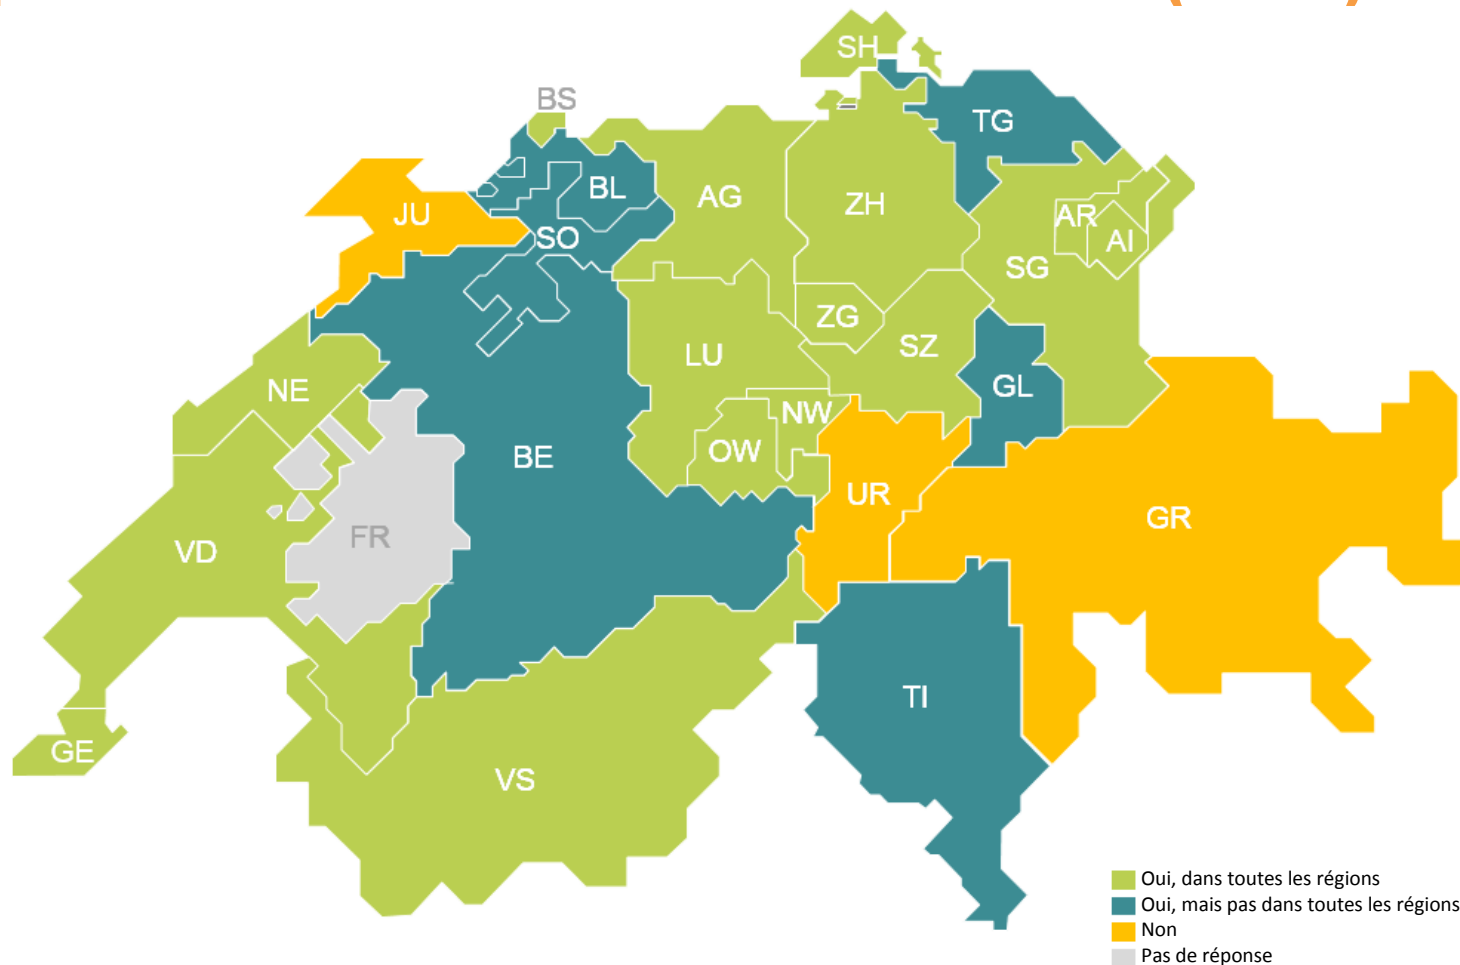 SH
BS
TG
BL
AG
ZH
JU
AR
SO
AI
SG
ZG
SZ
LU
GL
NE
NW
OW
BE
UR
GR
FR
VD
TI
GE
VS
Oui, dans toutes les régions
Oui, mais pas dans toutes les régions
Non
Pas de réponse